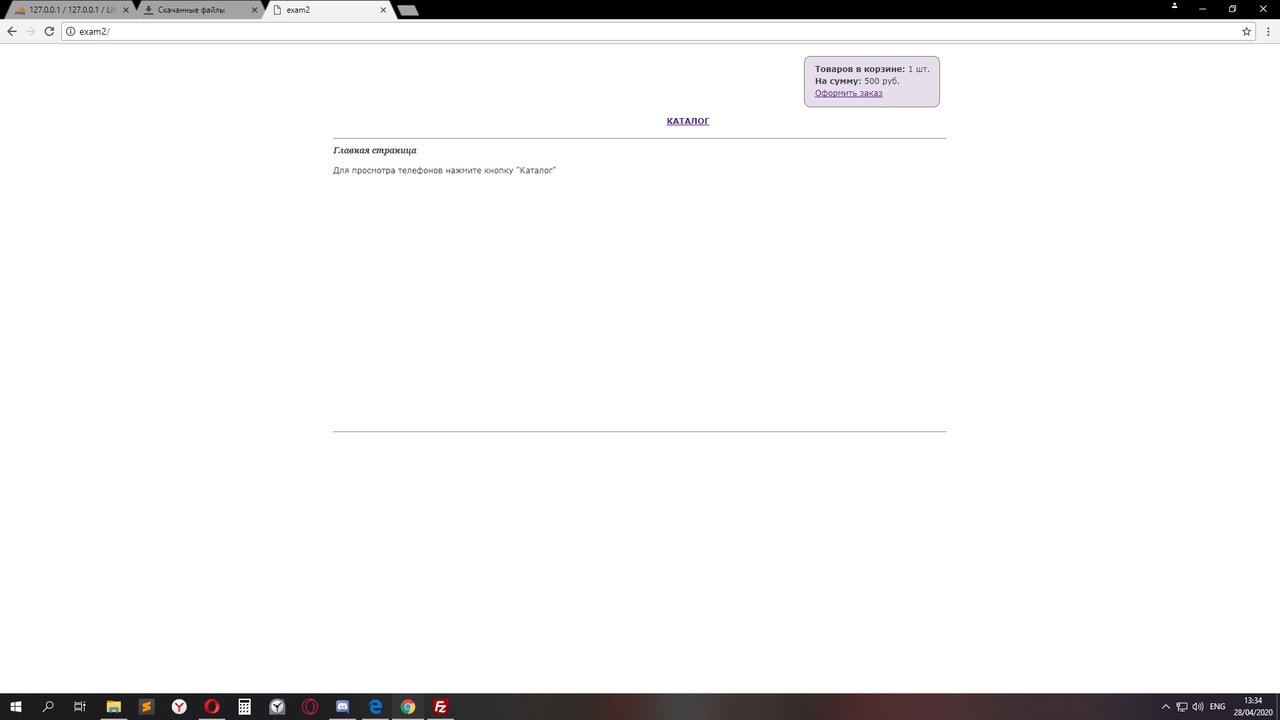 127.0.0.1 / 127.0.0.1 / Lif
Скачанные файлы
exam2
exam2/
Товаров в корзине: 1 шт.
На сумму: 500 руб.
Оформить заказ
КАТАЛОГ
Главная страница
Для просмотра телефонов нажмите кнопку "Каталог"
ENG
13:34
28/04/2020